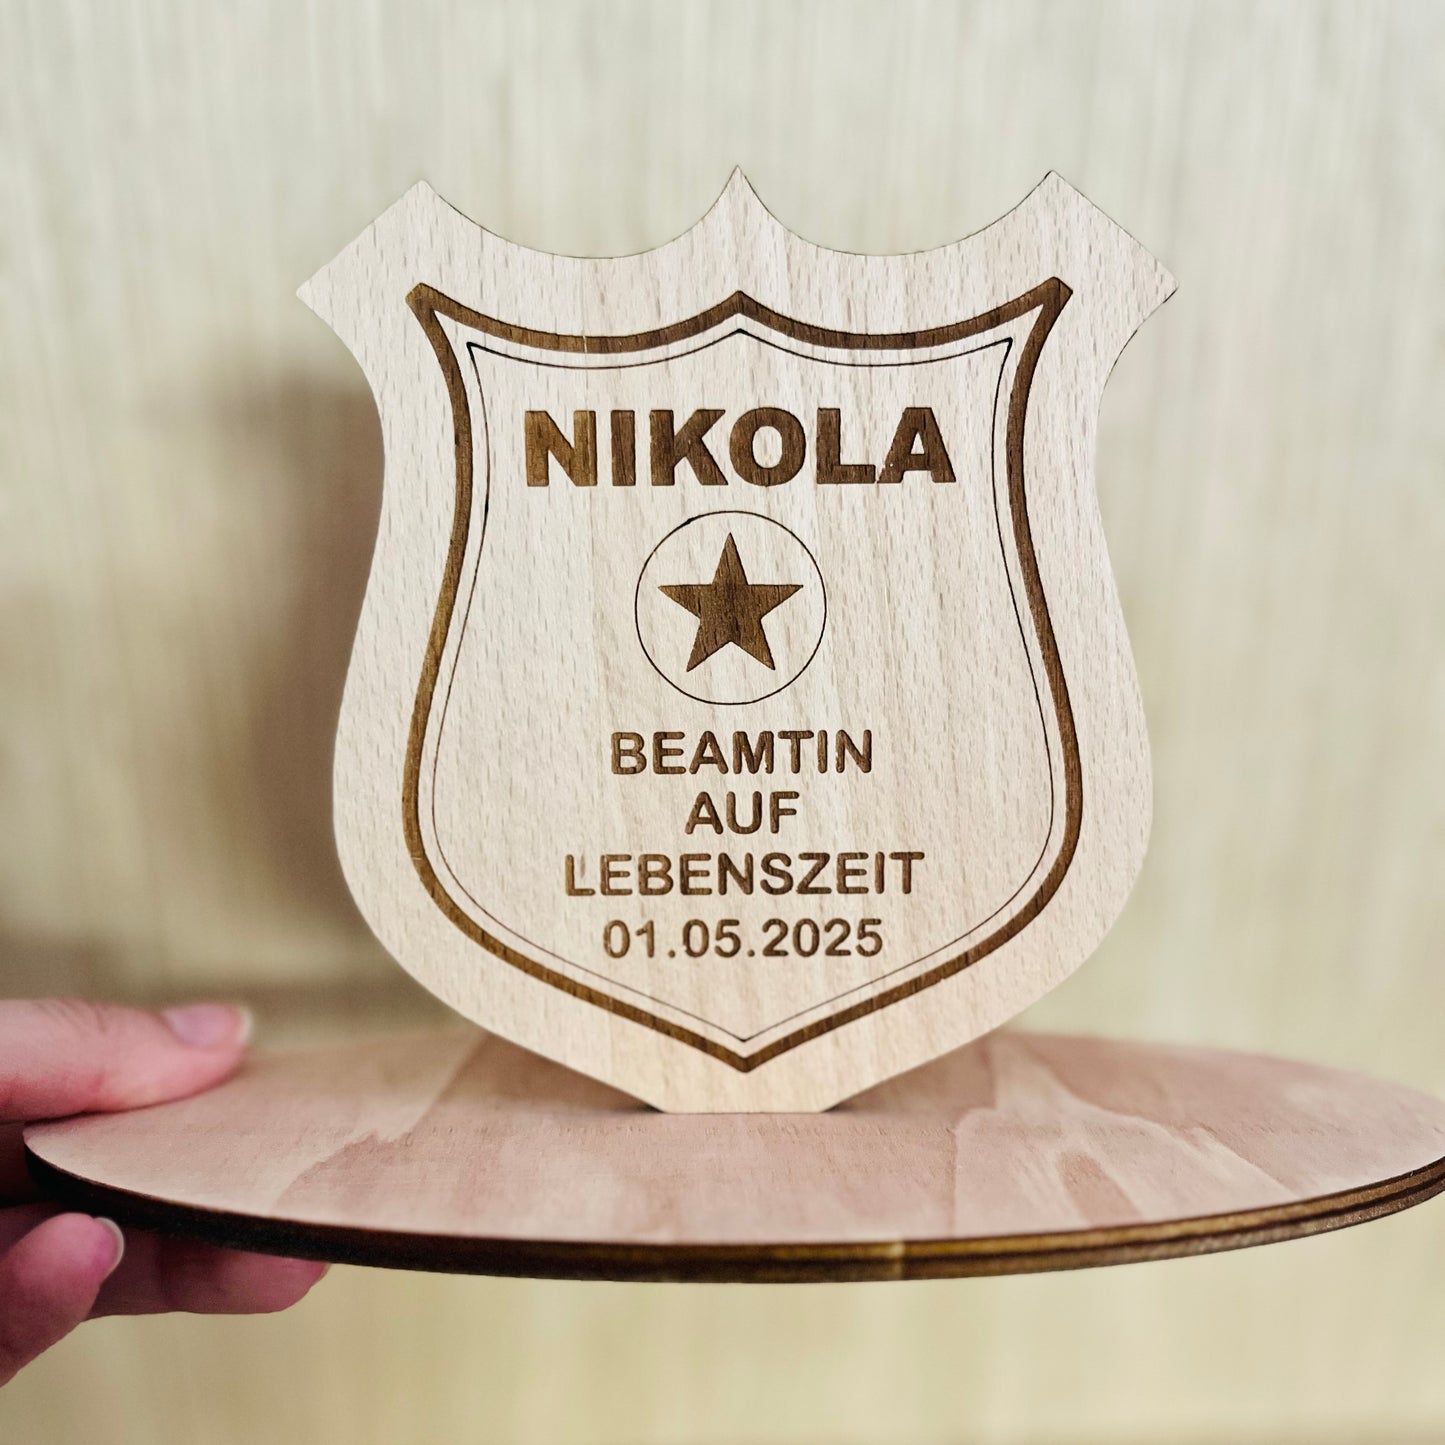 NIKOLA
BEAMTIN
AUF
LEBENSZEIT
01.05.2025